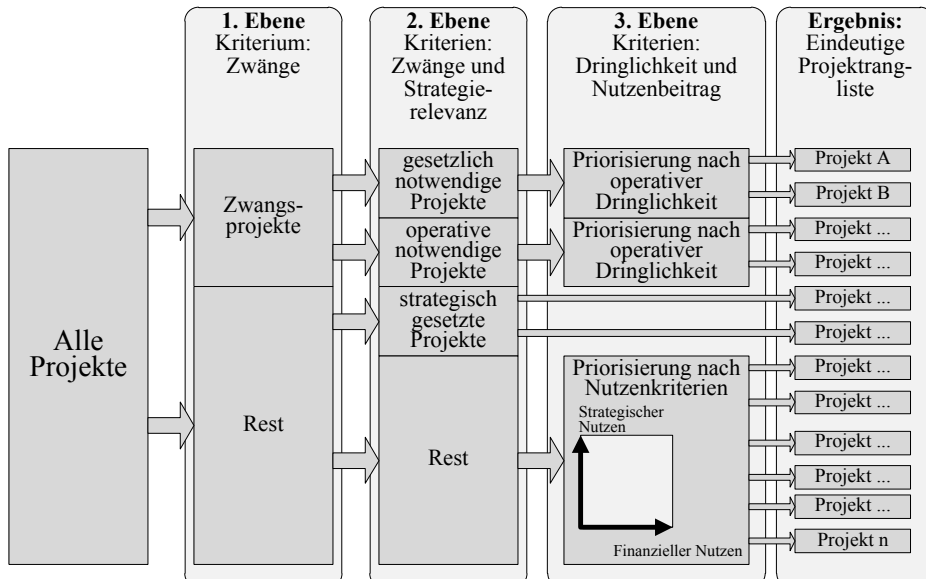 1. Ebene
Kriterium:
Zwänge
2. Ebene
Kriterien:
Zwänge und
Strategie-
relevanz
3. Ebene
Kriterien:
Dringlichkeit und
Nutzenbeitrag
Ergebnis:
Eindeutige
Projektrang-
liste
Alle
Projekte
Zwangs-
projekte
Rest
gesetzlich
notwendige
Projekte
operative
notwendige
Projekte
strategisch
gesetzte
Projekte
Rest
Priorisierung nach
operativer
Dringlichkeit
Priorisierung nach
operativer
Dringlichkeit
Priorisierung nach
Nutzenkriterien
Strategischer
Nutzen
Finanzieller Nutzen
Projekt A
Projekt B
Projekt ...
Projekt ...
Projekt ...
Projekt ...
Projekt ...
Projekt ...
Projekt ...
Projekt ...
Projekt ...
Projekt n